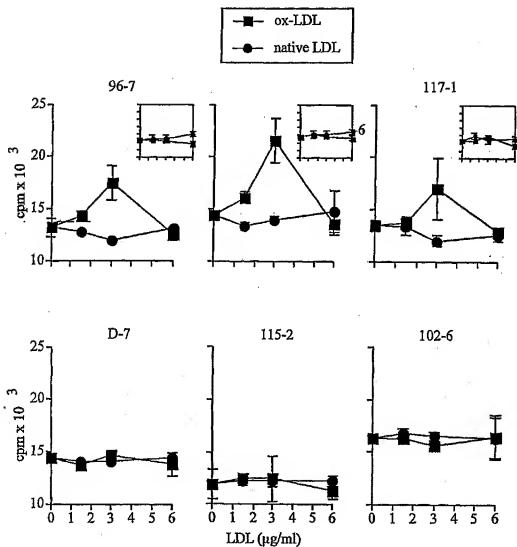 ox-LDL
native LDL
96-7
117-1
25
20
15
10
cpm x 10 3
6
D-7
115-2
102-6
25
20
15
10
cpm x 10 3
0 1 2 3 4 5 6
0 1 2 3 4 5 6
0 1 2 3 4 5 6
LDL (μg/ml)